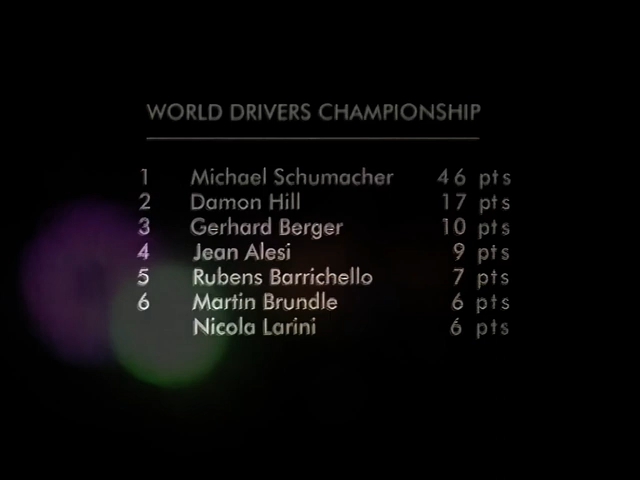 WORLD DRIVERS CHAMPIONSHIP
1 Michael Schumacher 46 pts
2 Damon Hill 17 pts
3 Gerhard Berger 10 pts
4 Jean Alesi 9 pts
5 Rubens Barrichello 7 pts
6 Martin Brundle 6 pts
Nicola Larini 6 pts